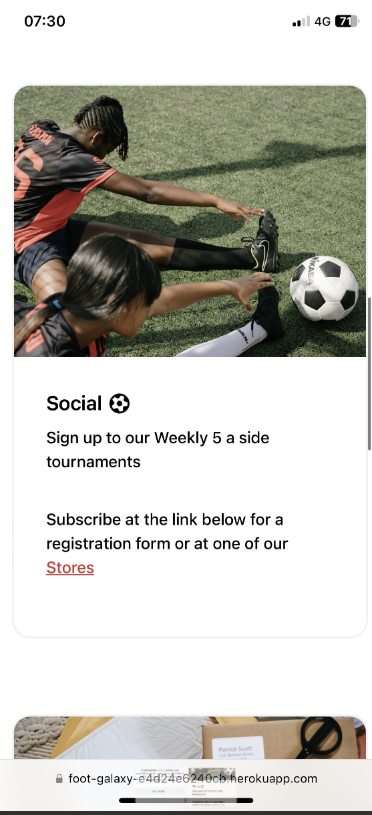 07:30
4G 71
Social
Sign up to our Weekly 5 a side
tournaments
Subscribe at the link below for a
registration form or at one of our
Stores
Patrick Scott
foot-galaxy-e4d24e6240cb.herokuapp.com